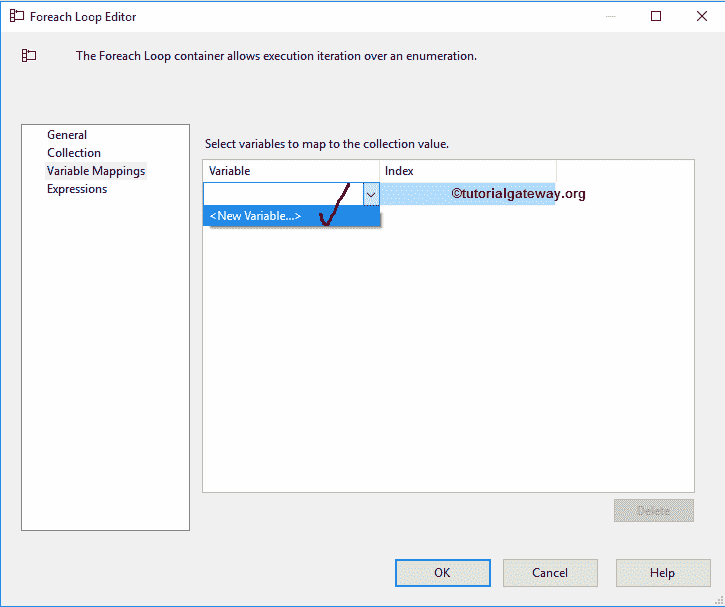 Foreach Loop Editor
The Foreach Loop container allows execution iteration over an enumeration.
General
Collection
Variable Mappings
Expressions
Select variables to map to the collection value.
Variable Index
©tutorialgateway.org
<New Variable...>
Delete
OK Cancel Help